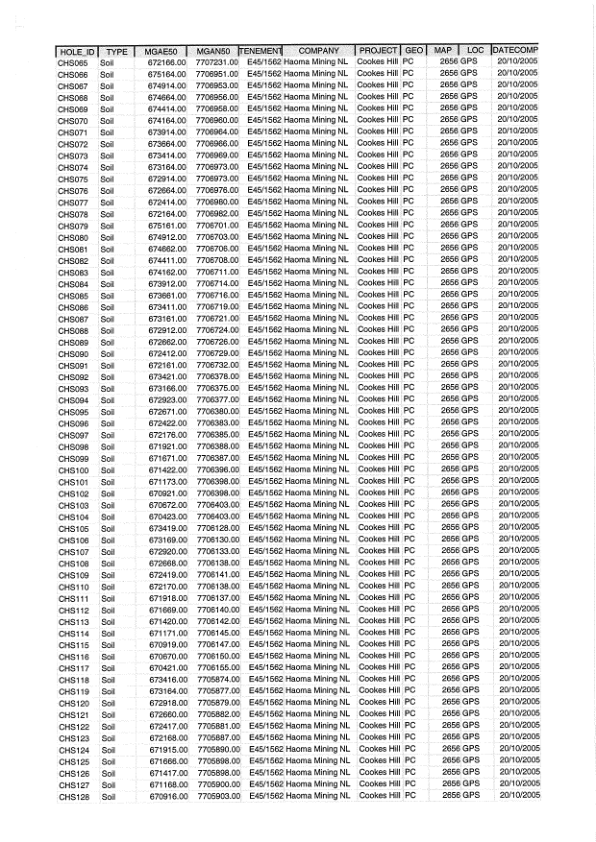 HOLE_ID TYPE MGAE50 MGAN50 TENEMENT COMPANY PROJECT GEO MAP LOC DATECOMP
CHS065 Soil 672166.00 7707231.00 E45/1562 Haoma Mining NL Cookes Hill PC 2656 GPS 20/10/2005
CHS066 Soil 675164.00 7706951.00 E45/1562 Haoma Mining NL Cookes Hill PC 2656 GPS 20/10/2005
CHS067 Soil 674914.00 7706953.00 E45/1562 Haoma Mining NL Cookes Hill PC 2656 GPS 20/10/2005
CHS068 Soil 674664.00 7706956.00 E45/1562 Haoma Mining NL Cookes Hill PC 2656 GPS 20/10/2005
CHS069 Soil 674414.00 7706958.00 E45/1562 Haoma Mining NL Cookes Hill PC 2656 GPS 20/10/2005
CHS070 Soil 674164.00 7706960.00 E45/1562 Haoma Mining NL Cookes Hill PC 2656 GPS 20/10/2005
CHS071 Soil 673914.00 7706964.00 E45/1562 Haoma Mining NL Cookes Hill PC 2656 GPS 20/10/2005
CHS072 Soil 673664.00 7706966.00 E45/1562 Haoma Mining NL Cookes Hill PC 2656 GPS 20/10/2005
CHS073 Soil 673414.00 7706969.00 E45/1562 Haoma Mining NL Cookes Hill PC 2656 GPS 20/10/2005
CHS074 Soil 673164.00 7706973.00 E45/1562 Haoma Mining NL Cookes Hill PC 2656 GPS 20/10/2005
CHS075 Soil 672914.00 7706973.00 E45/1562 Haoma Mining NL Cookes Hill PC 2656 GPS 20/10/2005
CHS076 Soil 672664.00 7706976.00 E45/1562 Haoma Mining NL Cookes Hill PC 2656 GPS 20/10/2005
CHS077 Soil 672414.00 7706980.00 E45/1562 Haoma Mining NL Cookes Hill PC 2656 GPS 20/10/2005
CHS078 Soil 672164.00 7706982.00 E45/1562 Haoma Mining NL Cookes Hill PC 2656 GPS 20/10/2005
CHS079 Soil 675161.00 7706701.00 E45/1562 Haoma Mining NL Cookes Hill PC 2656 GPS 20/10/2005
CHS080 Soil 674912.00 7706703.00 E45/1562 Haoma Mining NL Cookes Hill PC 2656 GPS 20/10/2005
CHS081 Soil 674662.00 7706706.00 E45/1562 Haoma Mining NL Cookes Hill PC 2656 GPS 20/10/2005
CHS082 Soil 674411.00 7706708.00 E45/1562 Haoma Mining NL Cookes Hill PC 2656 GPS 20/10/2005
CHS083 Soil 674162.00 7706711.00 E45/1562 Haoma Mining NL Cookes Hill PC 2656 GPS 20/10/2005
CHS084 Soil 673912.00 7706714.00 E45/1562 Haoma Mining NL Cookes Hill PC 2656 GPS 20/10/2005
CHS085 Soil 673661.00 7706716.00 E45/1562 Haoma Mining NL Cookes Hill PC 2656 GPS 20/10/2005
CHS086 Soil 673411.00 7706719.00 E45/1562 Haoma Mining NL Cookes Hill PC 2656 GPS 20/10/2005
CHS087 Soil 673161.00 7706721.00 E45/1562 Haoma Mining NL Cookes Hill PC 2656 GPS 20/10/2005
CHS088 Soil 672912.00 7706724.00 E45/1562 Haoma Mining NL Cookes Hill PC 2656 GPS 20/10/2005
CHS089 Soil 672662.00 7706726.00 E45/1562 Haoma Mining NL Cookes Hill PC 2656 GPS 20/10/2005
CHS090 Soil 672412.00 7706729.00 E45/1562 Haoma Mining NL Cookes Hill PC 2656 GPS 20/10/2005
CHS091 Soil 672161.00 7706732.00 E45/1562 Haoma Mining NL Cookes Hill PC 2656 GPS 20/10/2005
CHS092 Soil 673421.00 7706378.00 E45/1562 Haoma Mining NL Cookes Hill PC 2656 GPS 20/10/2005
CHS093 Soil 673166.00 7706375.00 E45/1562 Haoma Mining NL Cookes Hill PC 2656 GPS 20/10/2005
CHS094 Soil 672923.00 7706377.00 E45/1562 Haoma Mining NL Cookes Hill PC 2656 GPS 20/10/2005
CHS095 Soil 672671.00 7706380.00 E45/1562 Haoma Mining NL Cookes Hill PC 2656 GPS 20/10/2005
CHS096 Soil 672422.00 7706383.00 E45/1562 Haoma Mining NL Cookes Hill PC 2656 GPS 20/10/2005
CHS097 Soil 672176.00 7706385.00 E45/1562 Haoma Mining NL Cookes Hill PC 2656 GPS 20/10/2005
CHS098 Soil 671921.00 7706388.00 E45/1562 Haoma Mining NL Cookes Hill PC 2656 GPS 20/10/2005
CHS099 Soil 671671.00 7706387.00 E45/1562 Haoma Mining NL Cookes Hill PC 2656 GPS 20/10/2005
CHS100 Soil 671422.00 7706396.00 E45/1562 Haoma Mining NL Cookes Hill PC 2656 GPS 20/10/2005
CHS101 Soil 671173.00 7706398.00 E45/1562 Haoma Mining NL Cookes Hill PC 2656 GPS 20/10/2005
CHS102 Soil 670921.00 7706398.00 E45/1562 Haoma Mining NL Cookes Hill PC 2656 GPS 20/10/2005
CHS103 Soil 670672.00 7706403.00 E45/1562 Haoma Mining NL Cookes Hill PC 2656 GPS 20/10/2005
CHS104 Soil 670423.00 7706403.00 E45/1562 Haoma Mining NL Cookes Hill PC 2656 GPS 20/10/2005
CHS105 Soil 673419.00 7706128.00 E45/1562 Haoma Mining NL Cookes Hill PC 2656 GPS 20/10/2005
CHS106 Soil 673169.00 7706130.00 E45/1562 Haoma Mining NL Cookes Hill PC 2656 GPS 20/10/2005
CHS107 Soil 672920.00 7706133.00 E45/1562 Haoma Mining NL Cookes Hill PC 2656 GPS 20/10/2005
CHS108 Soil 672668.00 7706138.00 E45/1562 Haoma Mining NL Cookes Hill PC 2656 GPS 20/10/2005
CHS109 Soil 672419.00 7706141.00 E45/1562 Haoma Mining NL Cookes Hill PC 2656 GPS 20/10/2005
CHS110 Soil 672170.00 7706138.00 E45/1562 Haoma Mining NL Cookes Hill PC 2656 GPS 20/10/2005
CHS111 Soil 671918.00 7706137.00 E45/1562 Haoma Mining NL Cookes Hill PC 2656 GPS 20/10/2005
CHS112 Soil 671669.00 7706140.00 E45/1562 Haoma Mining NL Cookes Hill PC 2656 GPS 20/10/2005
CHS113 Soil 671420.00 7706142.00 E45/1562 Haoma Mining NL Cookes Hill PC 2656 GPS 20/10/2005
CHS114 Soil 671171.00 7706145.00 E45/1562 Haoma Mining NL Cookes Hill PC 2656 GPS 20/10/2005
CHS115 Soil 670919.00 7706147.00 E45/1562 Haoma Mining NL Cookes Hill PC 2656 GPS 20/10/2005
CHS116 Soil 670670.00 7706150.00 E45/1562 Haoma Mining NL Cookes Hill PC 2656 GPS 20/10/2005
CHS117 Soil 670421.00 7706155.00 E45/1562 Haoma Mining NL Cookes Hill PC 2656 GPS 20/10/2005
CHS118 Soil 673416.00 7705874.00 E45/1562 Haoma Mining NL Cookes Hill PC 2656 GPS 20/10/2005
CHS119 Soil 673164.00 7705877.00 E45/1562 Haoma Mining NL Cookes Hill PC 2656 GPS 20/10/2005
CHS120 Soil 672918.00 7705879.00 E45/1562 Haoma Mining NL Cookes Hill PC 2656 GPS 20/10/2005
CHS121 Soil 672660.00 7705882.00 E45/1562 Haoma Mining NL Cookes Hill PC 2656 GPS 20/10/2005
CHS122 Soil 672417.00 7705881.00 E45/1562 Haoma Mining NL Cookes Hill PC 2656 GPS 20/10/2005
CHS123 Soil 672168.00 7705887.00 E45/1562 Haoma Mining NL Cookes Hill PC 2656 GPS 20/10/2005
CHS124 Soil 671915.00 7705890.00 E45/1562 Haoma Mining NL Cookes Hill PC 2656 GPS 20/10/2005
CHS125 Soil 671666.00 7705898.00 E45/1562 Haoma Mining NL Cookes Hill PC 2656 GPS 20/10/2005
CHS126 Soil 671417.00 7705898.00 E45/1562 Haoma Mining NL Cookes Hill PC 2656 GPS 20/10/2005
CHS127 Soil 671168.00 7705900.00 E45/1562 Haoma Mining NL Cookes Hill PC 2656 GPS 20/10/2005
CHS128 Soil 670916.00 7705903.00 E45/1562 Haoma Mining NL Cookes Hill PC 2656 GPS 20/10/2005